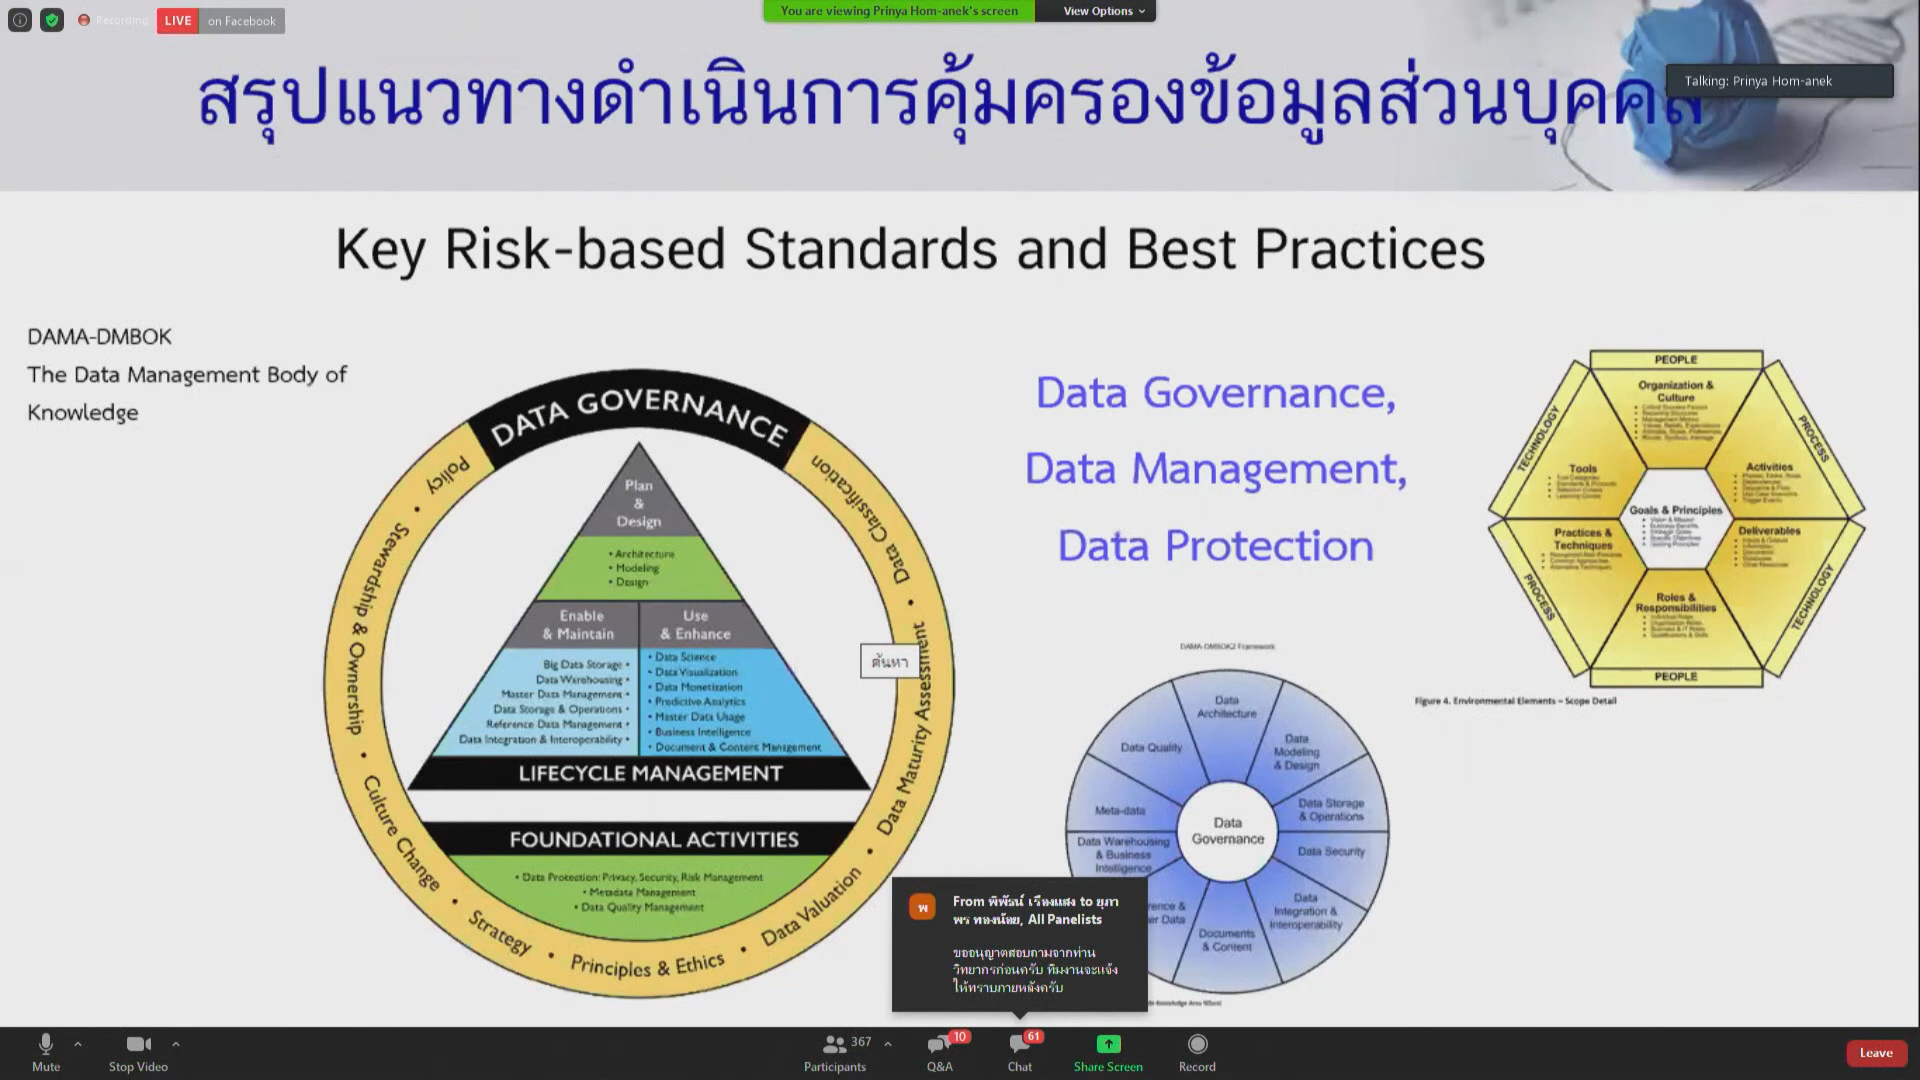 Recording
LIVE
on Facebook
You are viewing Prinya Hom-anek's screen
View Options
Talking: Prinya Hom-anek
สรุปแนวทางดำเนินการคุ้มครองข้อมูลส่วนบุคคล
Key Risk-based Standards and Best Practices
DAMA-DMBOK
The Data Management Body of
Knowledge
DATA GOVERNANCE
Policy
Stewardship & Ownership
Culture Change
Strategy
Principles & Ethics
Data Valuation
Data Maturity Assessment
Data Classification
Plan
&
Design
• Architecture
• Modeling
• Design
Enable
& Maintain
Use
& Enhance
Big Data Storage •
Data Warehousing •
Master Data Management •
Data Storage & Operations •
Reference Data Management •
Data Integration & Interoperability •
• Data Science
• Data Visualization
• Data Monetization
• Predictive Analytics
• Master Data Usage
• Business Intelligence
• Document & Content Management
LIFECYCLE MANAGEMENT
FOUNDATIONAL ACTIVITIES
• Data Protection: Privacy, Security, Risk Management
• Metadata Management
• Data Quality Management
ค้นหา
Data Governance,
Data Management,
Data Protection
PEOPLE
PROCESS
TECHNOLOGY
PEOPLE
PROCESS
TECHNOLOGY
Organization &
Culture
Activities
Deliverables
Roles &
Responsibilities
Practices &
Techniques
Tools
Goals & Principles
Figure 4. Environmental Elements – Scope Detail
DAMA-DMBOK2 Framework
Data
Architecture
Data
Modeling
& Design
Data Storage
& Operations
Data Security
Data
Integration &
Interoperability
Documents
& Content
rence &
er Data
Data Warehousing
& Business
Intelligence
Meta-data
Data Quality
Data
Governance
พ
From พิพัธน์ เรืองแสง to ยุภา
พร ทองน้อย, All Panelists
ขออนุญาตสอบถามจากท่าน
วิทยากรก่อนครับ ทีมงานจะแจ้ง
ให้ทราบภายหลังครับ
Mute
Stop Video
367
Participants
10
Q&A
61
Chat
Share Screen
Record
Leave